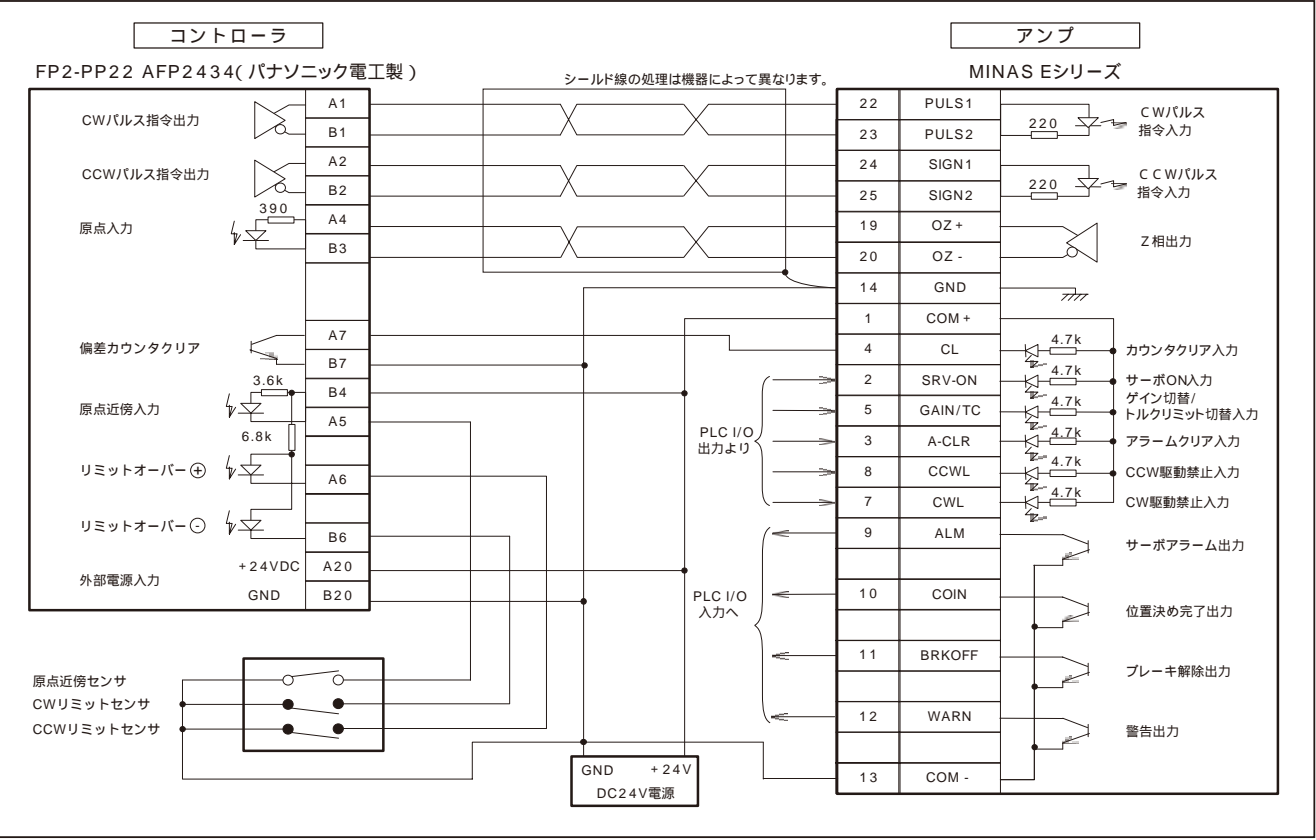 コントローラ
アンプ
FP2-PP22 AFP2434(パナソニック電工製)
シールド線の処理は機器によって異なります。
MINAS Eシリーズ
CWパルス指令出力
A1
B1
22 PULS1
23 PULS2
220
CWパルス
指令入力
CCWパルス指令出力
A2
B2
24 SIGN1
25 SIGN2
220
CCWパルス
指令入力
原点入力
390
A4
B3
19 OZ+
20 OZ-
Z相出力
14 GND
1 COM+
偏差カウンタクリア
A7
B7
4 CL
4.7k
カウンタクリア入力
原点近傍入力
3.6k
B4
A5
6.8k
リミットオーバー⊕
A6
リミットオーバー⊖
B6
外部電源入力
+24VDC
A20
GND
B20
PLC I/O
出力より
2 SRV-ON
4.7k
サーボON入力
5 GAIN/TC
4.7k
ゲイン切替/
トルクリミット切替入力
3 A-CLR
4.7k
アラームクリア入力
8 CCWL
4.7k
CCW駆動禁止入力
7 CWL
4.7k
CW駆動禁止入力
PLC I/O
入力へ
9 ALM
サーボアラーム出力
10 COIN
位置決め完了出力
11 BRKOFF
ブレーキ解除出力
12 WARN
警告出力
13 COM-
原点近傍センサ
CWリミットセンサ
CCWリミットセンサ
GND +24V
DC24V電源